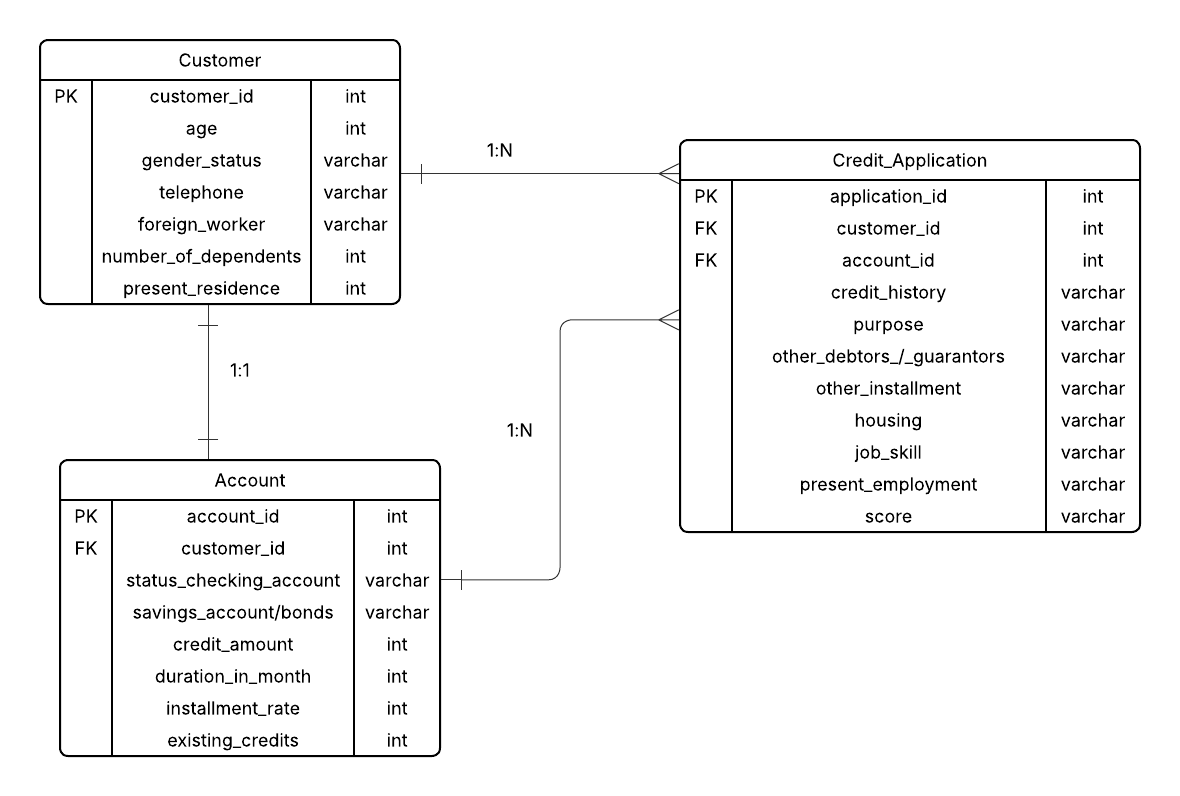 Customer
PK customer_id int
age int
gender_status varchar
telephone varchar
foreign_worker varchar
number_of_dependents int
present_residence int
1:N
Credit_Application
PK application_id int
FK customer_id int
FK account_id int
credit_history varchar
purpose varchar
other_debtors_/_guarantors varchar
other_installment varchar
housing varchar
job_skill varchar
present_employment varchar
score varchar
1:1
1:N
Account
PK account_id int
FK customer_id int
status_checking_account varchar
savings_account/bonds varchar
credit_amount int
duration_in_month int
installment_rate int
existing_credits int